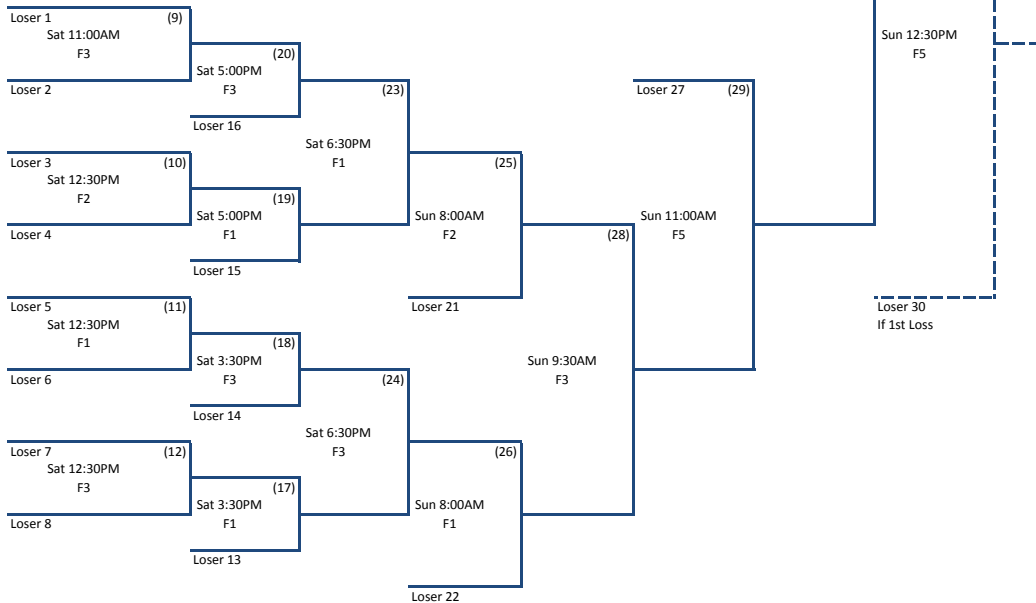 Loser 1
(9)
Sat 11:00AM
F3
Loser 2
(20)
Sat 5:00PM
F3
Loser 16
(23)
Sat 6:30PM
F1
Loser 3
(10)
Sat 12:30PM
F2
Loser 4
(19)
Sat 5:00PM
F1
Loser 15
(25)
Sun 8:00AM
F2
Loser 21
Loser 5
(11)
Sat 12:30PM
F1
Loser 6
(18)
Sat 3:30PM
F3
Loser 14
(24)
Sat 6:30PM
F3
Loser 7
(12)
Sat 12:30PM
F3
Loser 8
(17)
Sat 3:30PM
F1
Loser 13
(26)
Sun 8:00AM
F1
Loser 22
(28)
Sun 9:30AM
F3
Loser 27
(29)
Sun 11:00AM
F5
Sun 12:30PM
F5
Loser 30
If 1st Loss